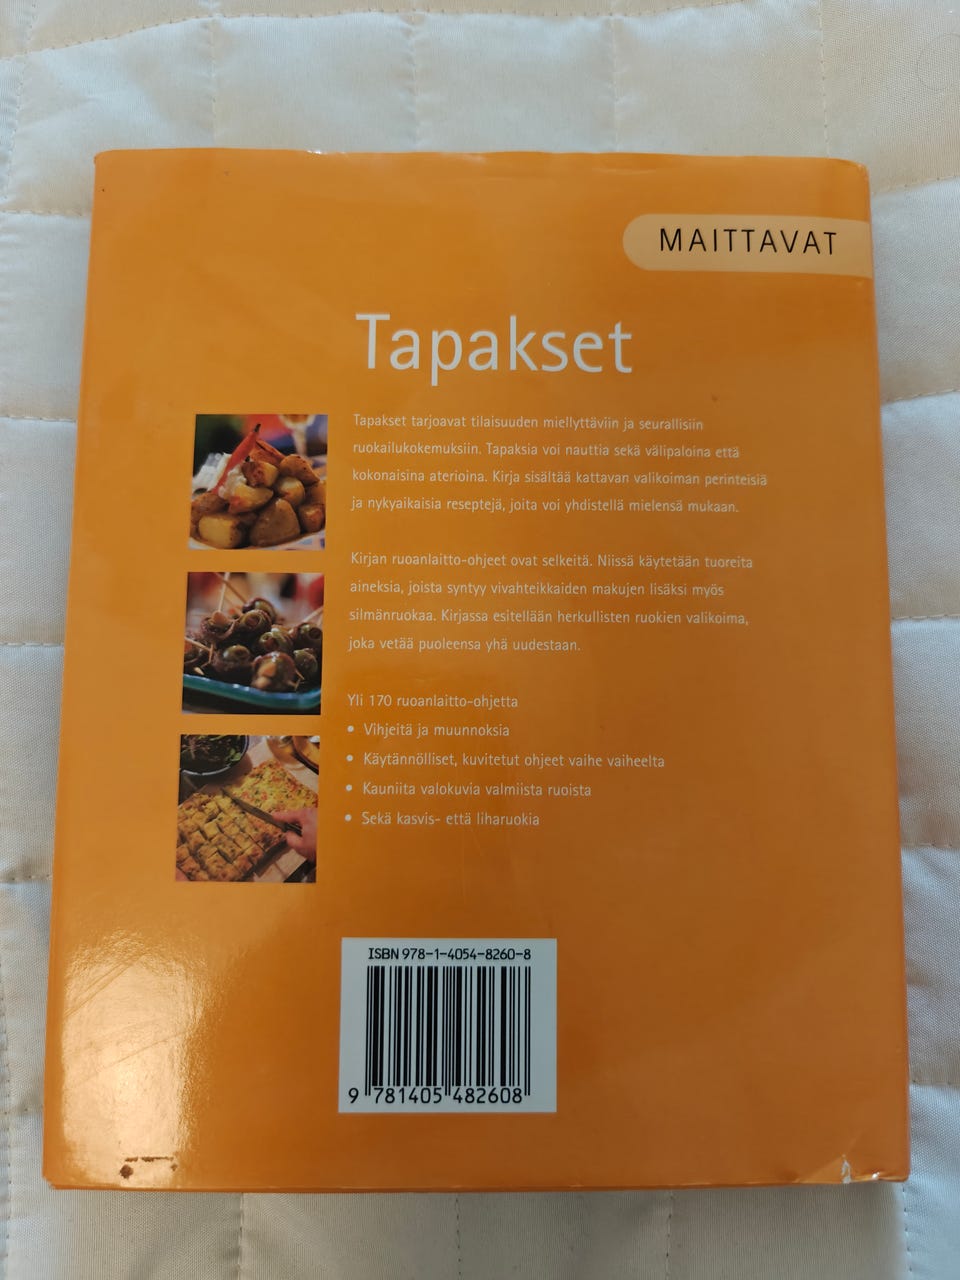 MAITTAVAT
Tapakset
Tapakset tarjoavat tilaisuuden miellyttäviin ja seurallisiin
ruokailukokemuksiin. Tapaksia voi nauttia sekä välipaloina että
kokonaisina aterioina. Kirja sisältää kattavan valikoiman perinteisiä
ja nykyaikaisia reseptejä, joita voi yhdistellä mielensä mukaan.
Kirjan ruoanlaitto-ohjeet ovat selkeitä. Niissä käytetään tuoreita
aineksia, joista syntyy vivahteikkaiden makujen lisäksi myös
silmänruokaa. Kirjassa esitellään herkullisten ruokien valikoima,
joka vetää puoleensa yhä uudestaan.
Yli 170 ruoanlaitto-ohjetta
• Vihjeitä ja muunnoksia
• Käytännölliset, kuvitetut ohjeet vaihe vaiheelta
• Kauniita valokuvia valmiista ruoista
• Sekä kasvis- että liharuokia
ISBN 978-1-4054-8260-8
9 781405 482608